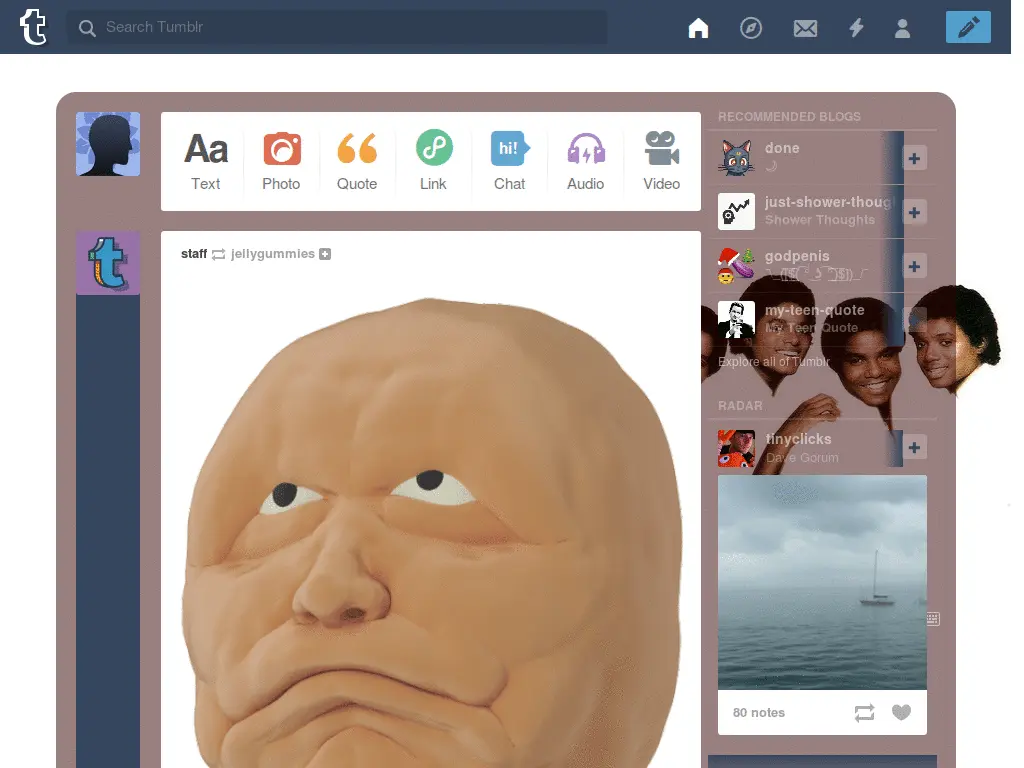 Search Tumblr
Aa
Text
Photo
Quote
Link
hi!
Chat
Audio
Video
staff jellygummies
RECOMMENDED BLOGS
done
just-shower-thoug
Shower Thoughts
godpenis
my-teen-quote
My Teen Quote
Explore all of Tumblr
RADAR
tinyclicks
Dave Gorum
80 notes